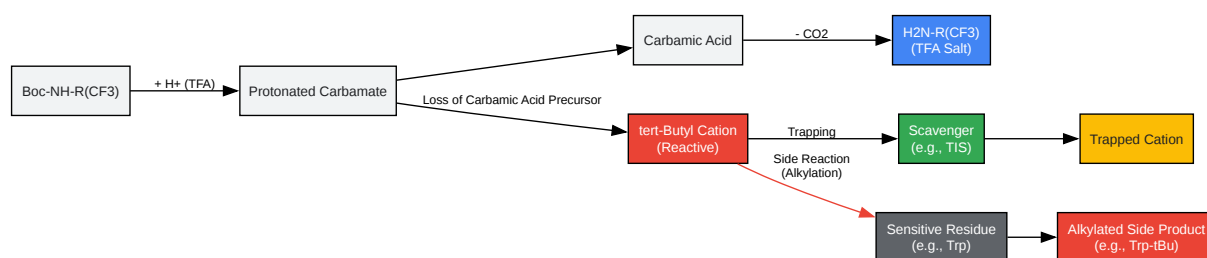 Boc-NH-R(CF3)
+ H+ (TFA)
Protonated Carbamate
Carbamic Acid
- CO2
H2N-R(CF3)
(TFA Salt)
Loss of Carbamic Acid Precursor
tert-Butyl Cation
(Reactive)
Trapping
Scavenger
(e.g., TIS)
Trapped Cation
Side Reaction
(Alkylation)
Sensitive Residue
(e.g., Trp)
Alkylated Side Product
(e.g., Trp-tBu)